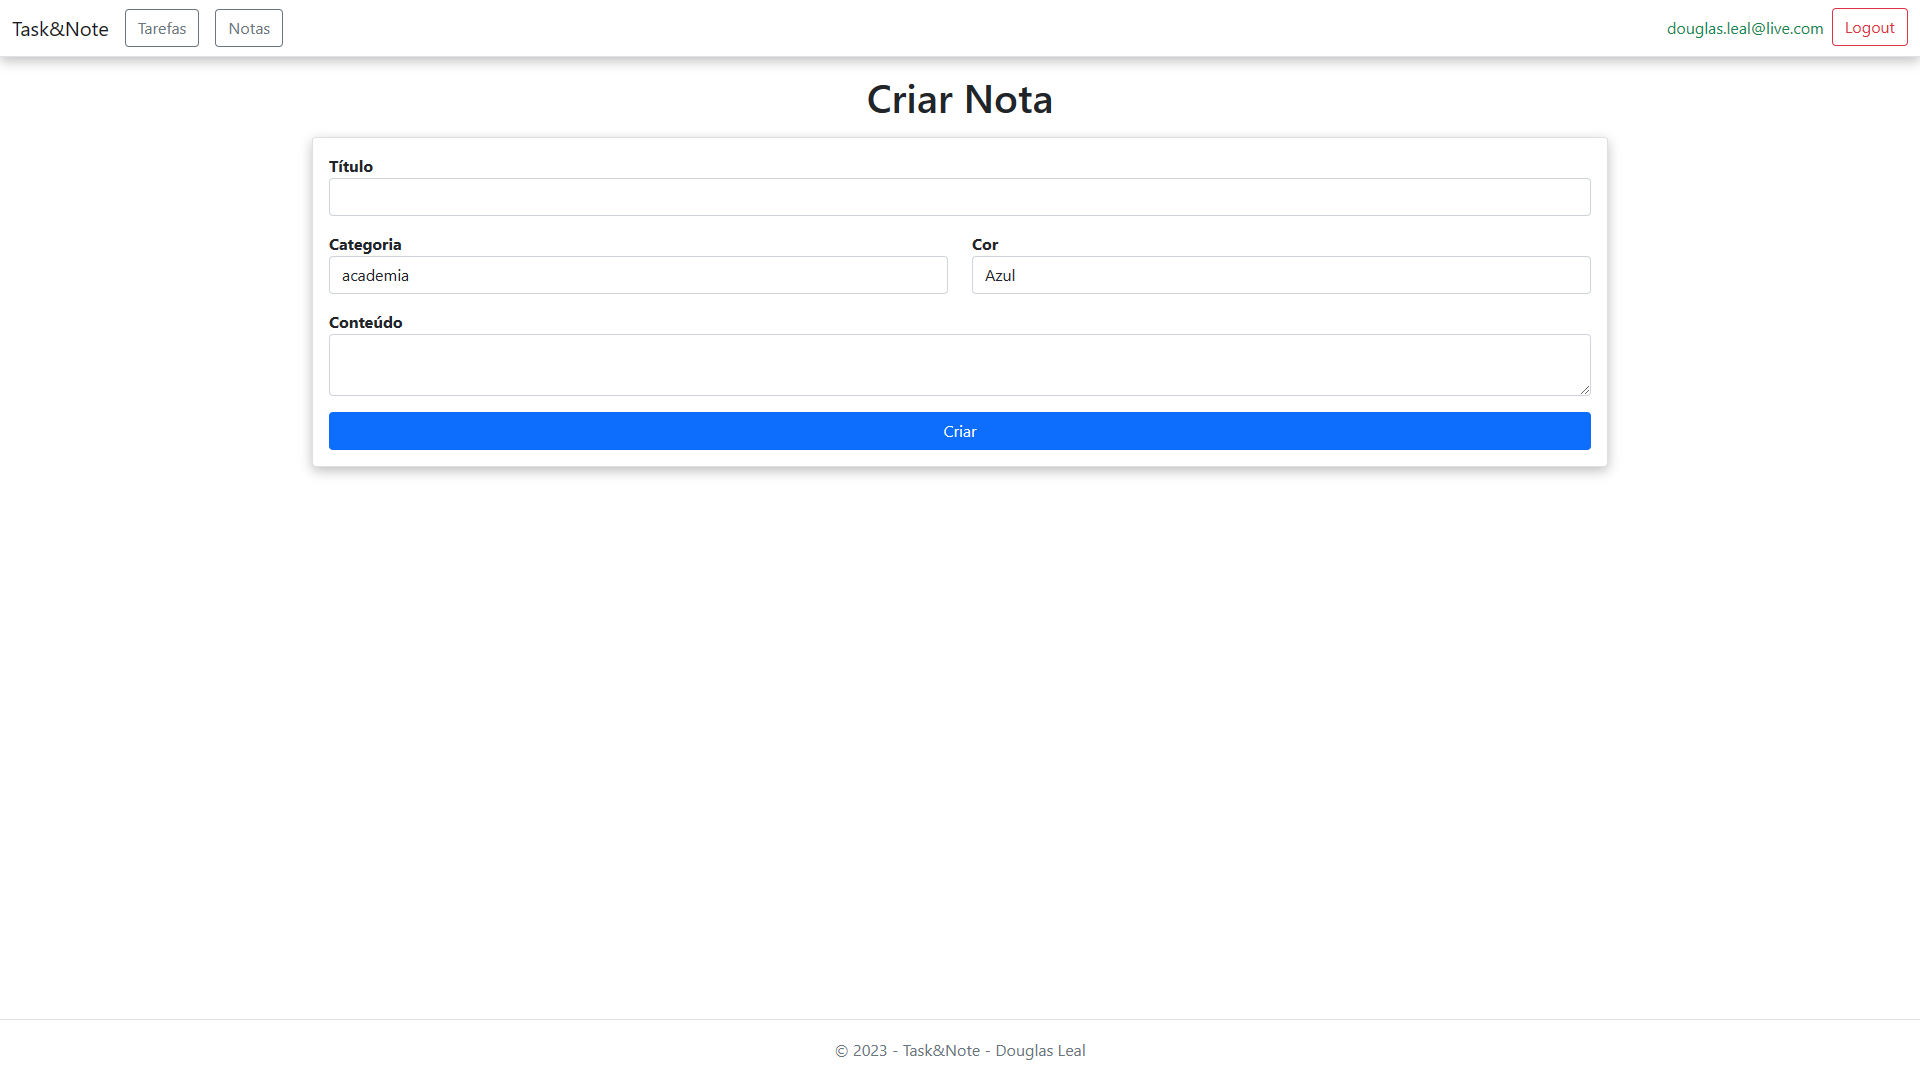 Task&Note Tarefas Notas douglas.leal@live.com Logout
Criar Nota
Título
Categoria Cor
academia Azul
Conteúdo
Criar
© 2023 - Task&Note - Douglas Leal